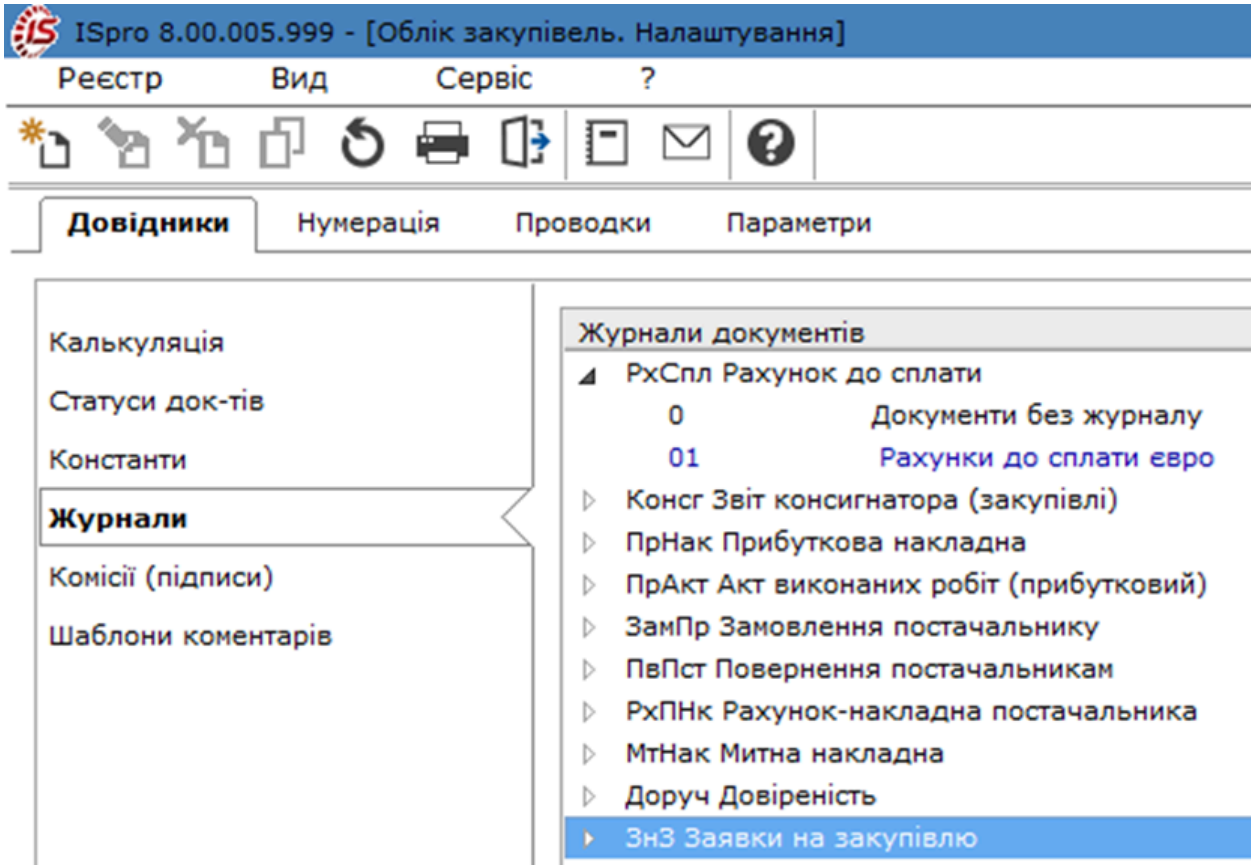 ISpro 8.00.005.999 - [Облік закупівель. Налаштування]
Реєстр Вид Сервіс ?
Довідники Нумерація Проводки Параметри
Калькуляція
Статуси док-тів
Константи
Журнали
Комісії (підписи)
Шаблони коментарів
Журнали документів
РхСпл Рахунок до сплати
0 Документи без журналу
01 Рахунки до сплати євро
Консг Звіт консигнатора (закупівлі)
ПрНак Прибуткова накладна
ПрАкт Акт виконаних робіт (прибутковий)
ЗамПр Замовлення постачальнику
ПвПст Повернення постачальникам
РхПНк Рахунок-накладна постачальника
МтНак Митна накладна
Доруч Довіреність
ЗнЗ Заявки на закупівлю